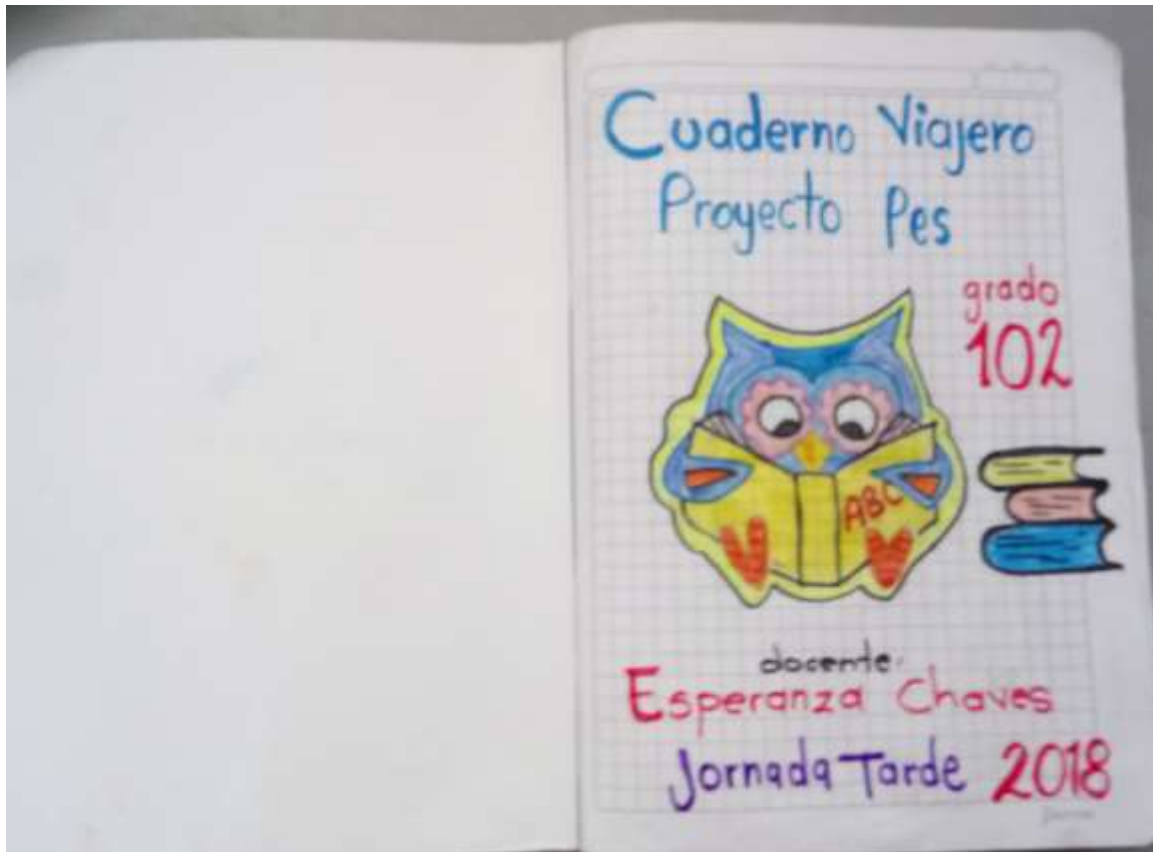 Cuaderno Viajero
Proyecto Pes
grado
102
ABC
docente.
Esperanza Chaves
Jornada Tarde 2018